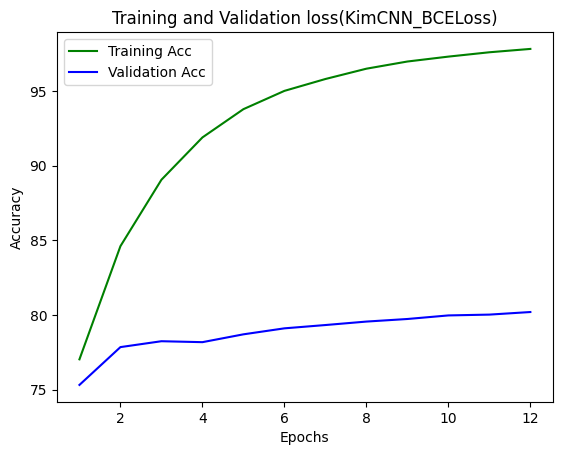 Training and Validation loss(KimCNN_BCELoss)
Training Acc
Validation Acc
95
90
85
80
75
Accuracy
2 4 6 8 10 12
Epochs